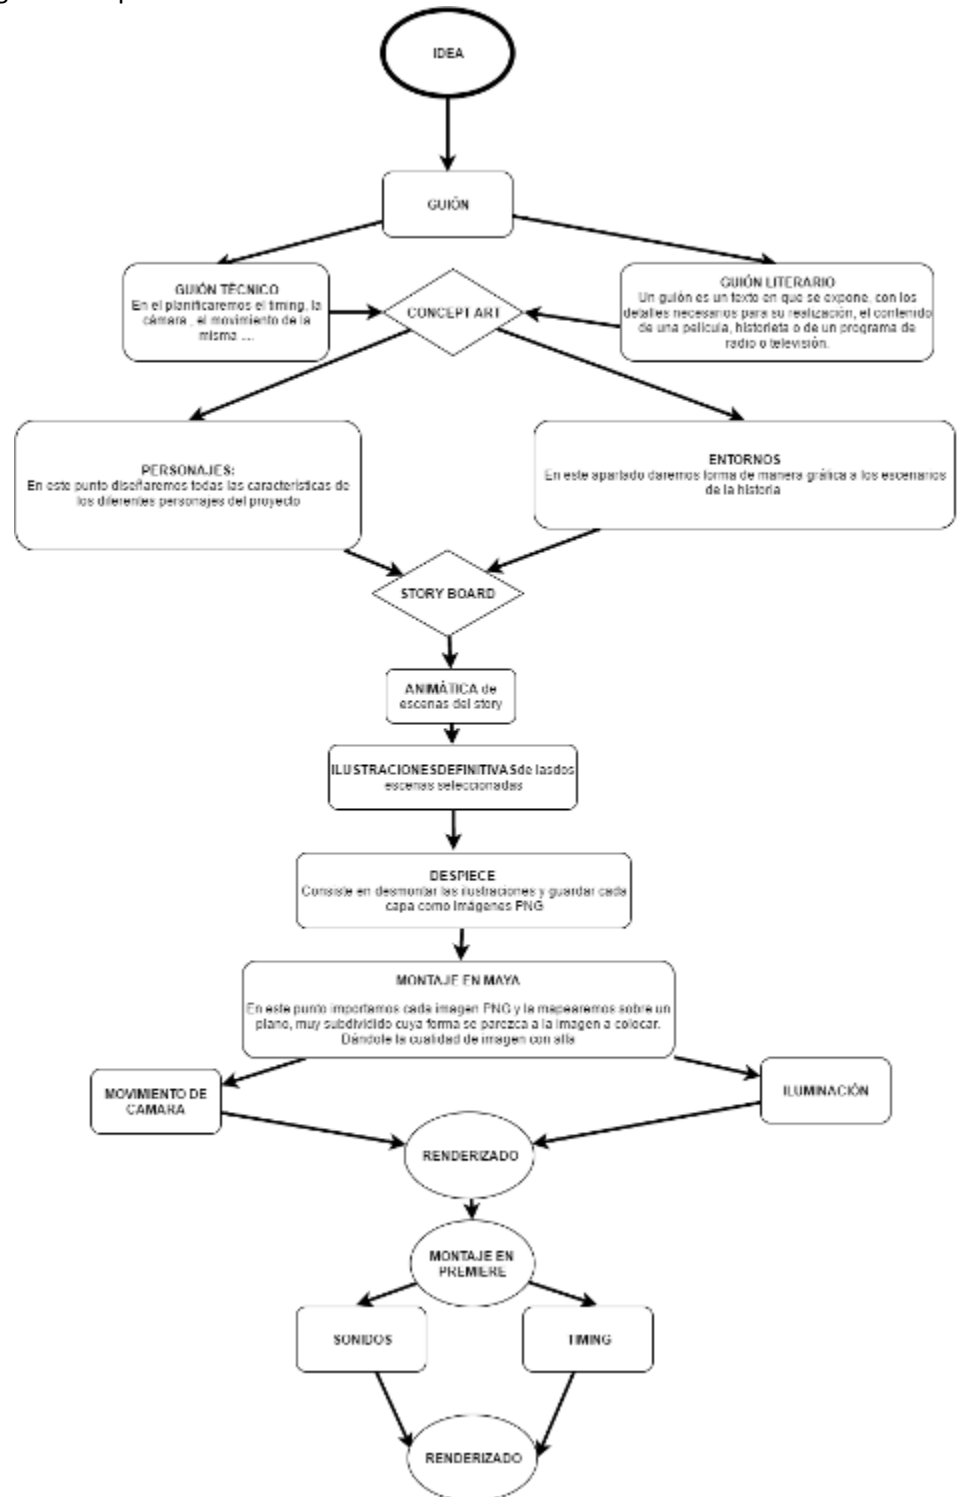 IDEA
GUIÓN
GUIÓN TÉCNICO
En el planificaremos el timing, la
cámara , el movimiento de la
misma ...
CONCEPT ART
GUIÓN LITERARIO
Un guión es un texto en que se expone, con los
detalles necesarios para su realización, el contenido
de una película, historieta o de un programa de
radio o televisión.
PERSONAJES:
En este punto diseñaremos todas las características de
los diferentes personajes del proyecto
ENTORNOS
En este apartado daremos forma de manera gráfica a los escenarios
de la historia
STORY BOARD
ANIMÁTICA de
escenas del story
ILUSTRACIONESDEFINITIVASde lasdos
escenas seleccionadas
DESPIECE
Consiste en desmontar las ilustraciones y guardar cada
capa como imágenes PNG
MONTAJE EN MAYA
En este punto importamos cada imagen PNG y la mapearemos sobre un
plano, muy subdividido cuya forma se parezca a la imagen a colocar.
Dándole la cualidad de imagen con alfa
MOVIMIENTO DE
CÁMARA
ILUMINACIÓN
RENDERIZADO
MONTAJE EN
PREMIERE
SONIDOS
TIMING
RENDERIZADO